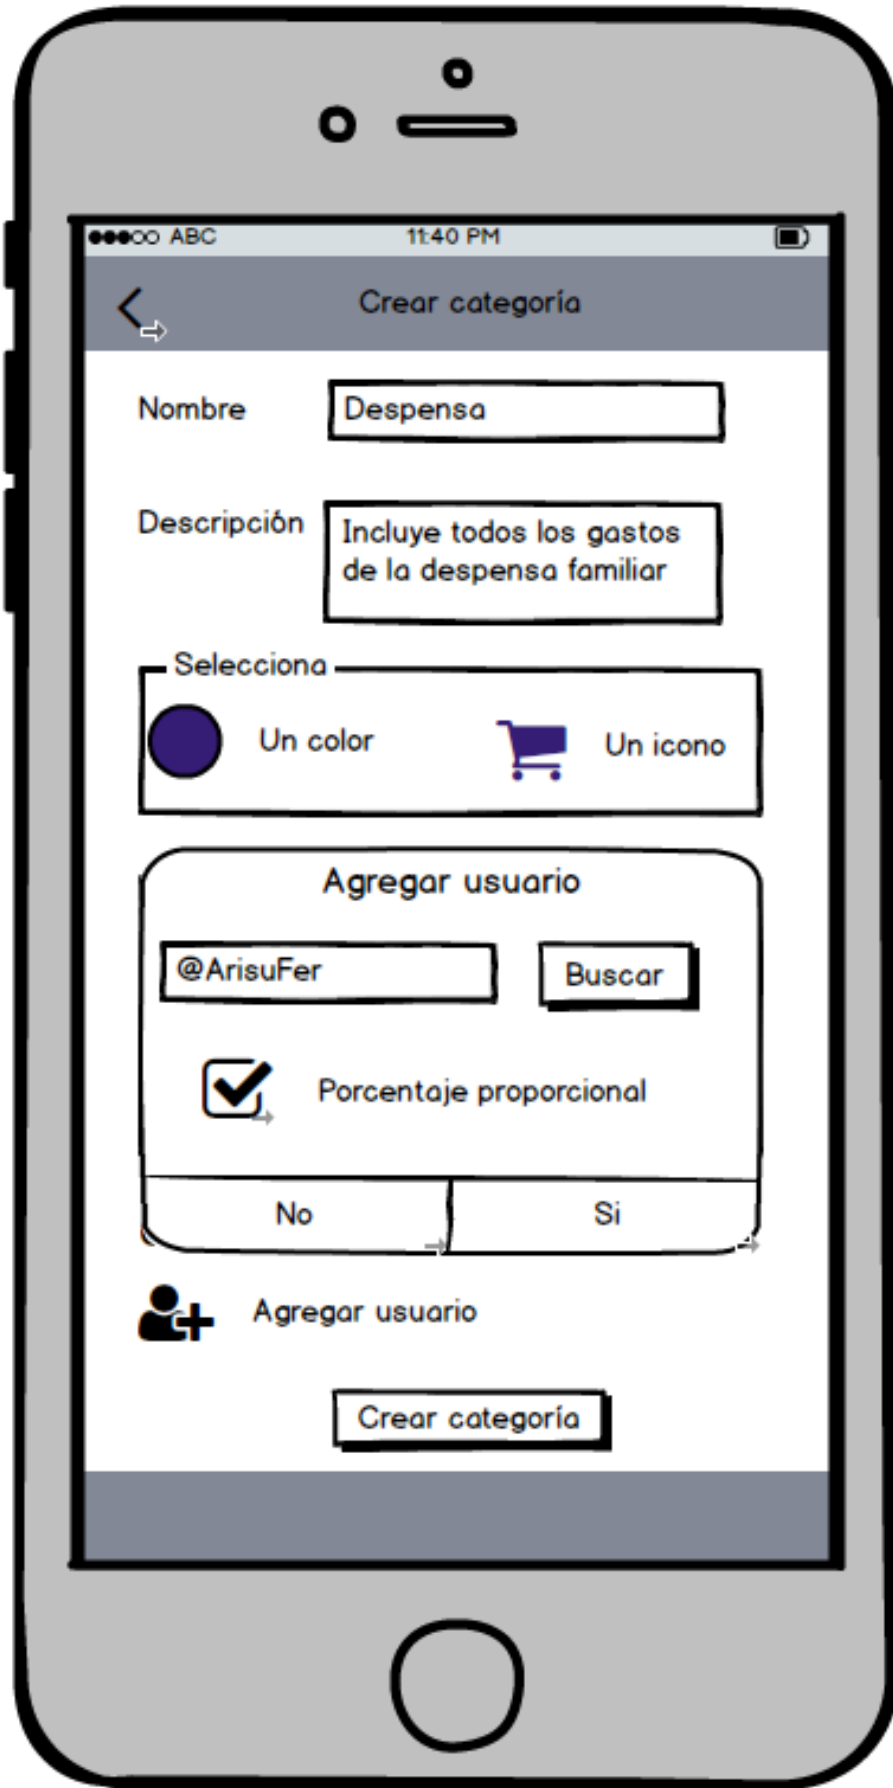 ABC 11:40 PM
Crear categoría
Nombre Despensa
Descripción Incluye todos los gastos
de la despensa familiar
Selecciona
Un color Un icono
Agregar usuario
@ArisuFer Buscar
Porcentaje proporcional
No Si
Agregar usuario
Crear categoría